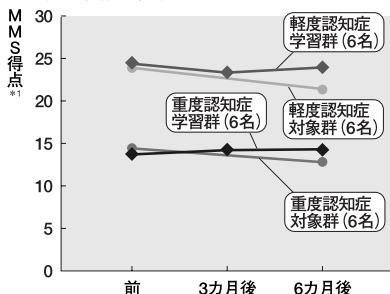 MMS得点
*1
30
25
20
15
10
5
0
軽度認知症
学習群（6名）
重度認知症
学習群（6名）
軽度認知症
対象群（6名）
重度認知症
対象群（6名）
前
3カ月後
6カ月後